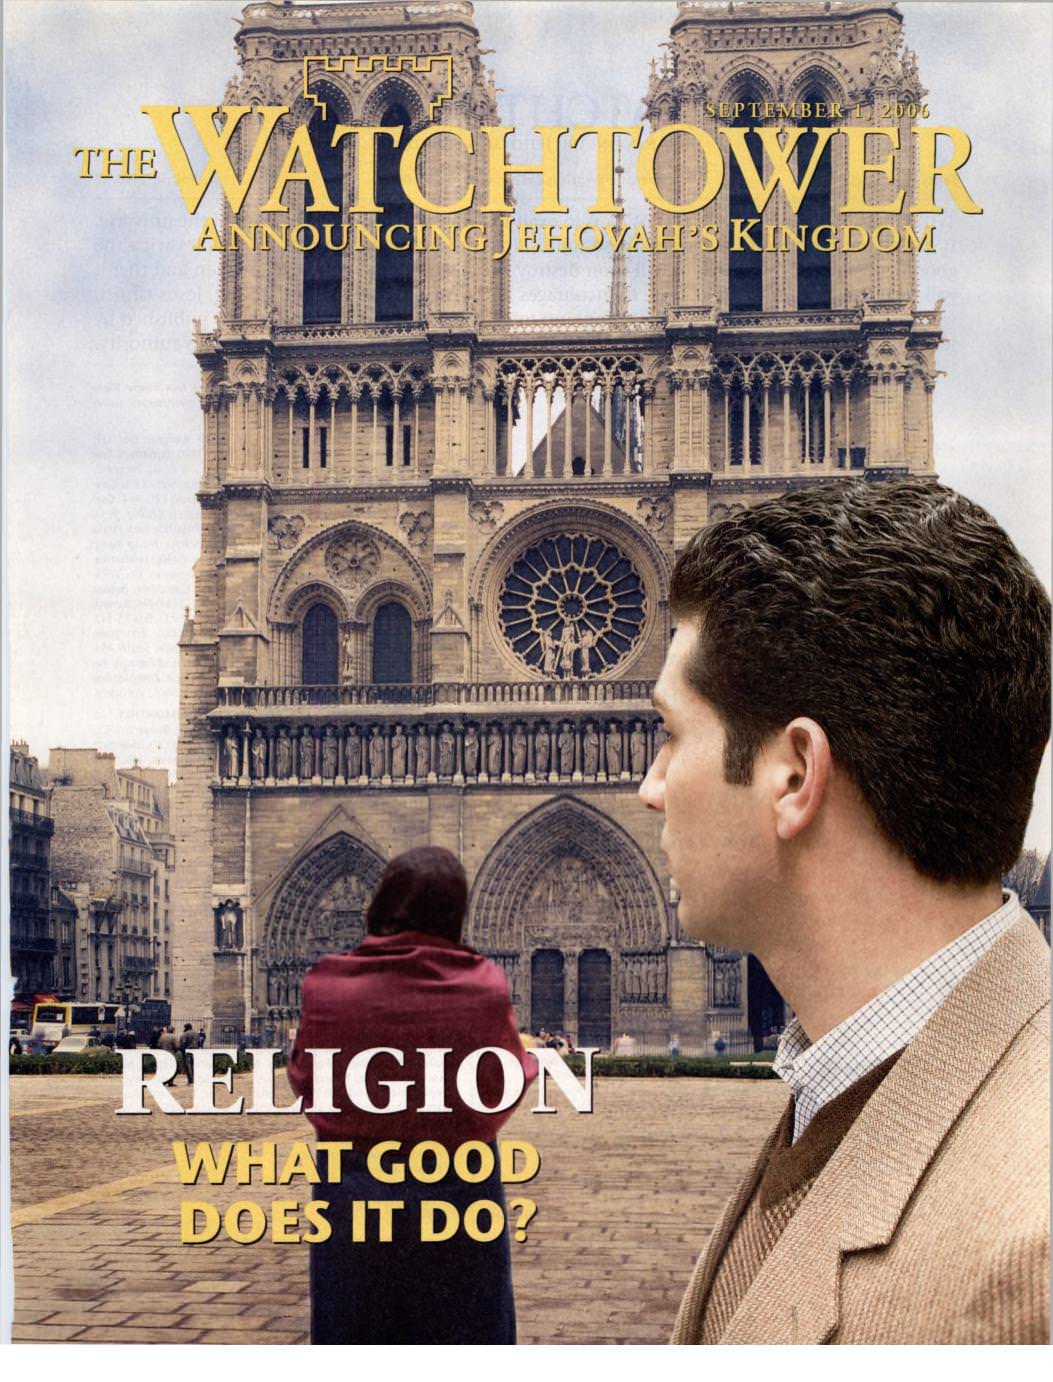 SEPTEMBER 1, 2006
THE WATCHTOWER
ANNOUNCING JEHOVAH'S KINGDOM
RELIGION
WHAT GOOD
DOES IT DO?